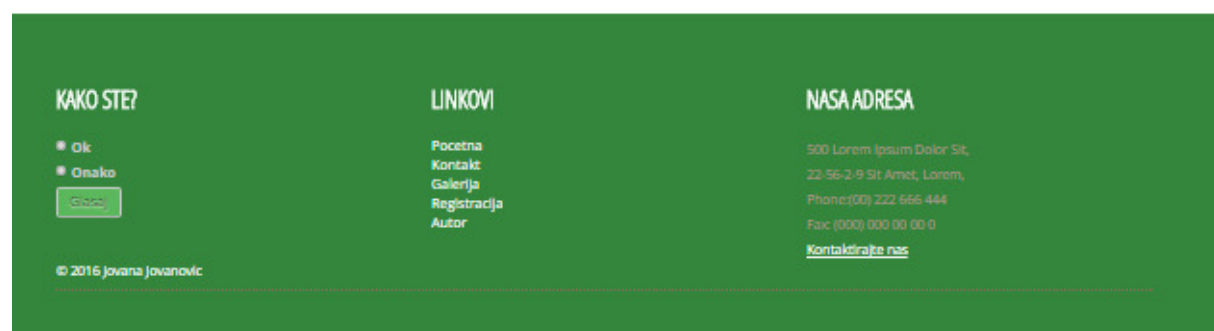 KAKO STE?
Ok
Onako
Glasaj
© 2016 Jovana Jovanovic
LINKOVI
Pocetna
Kontakt
Galerija
Registracija
Autor
NASA ADRESA
500 Lorem Ipsum Dolor Sit,
22-56-2-9 Sit Amet, Lorem,
Phone:(00) 222 666 444
Fax: (000) 000 00 00 0
Kontaktirajte nas